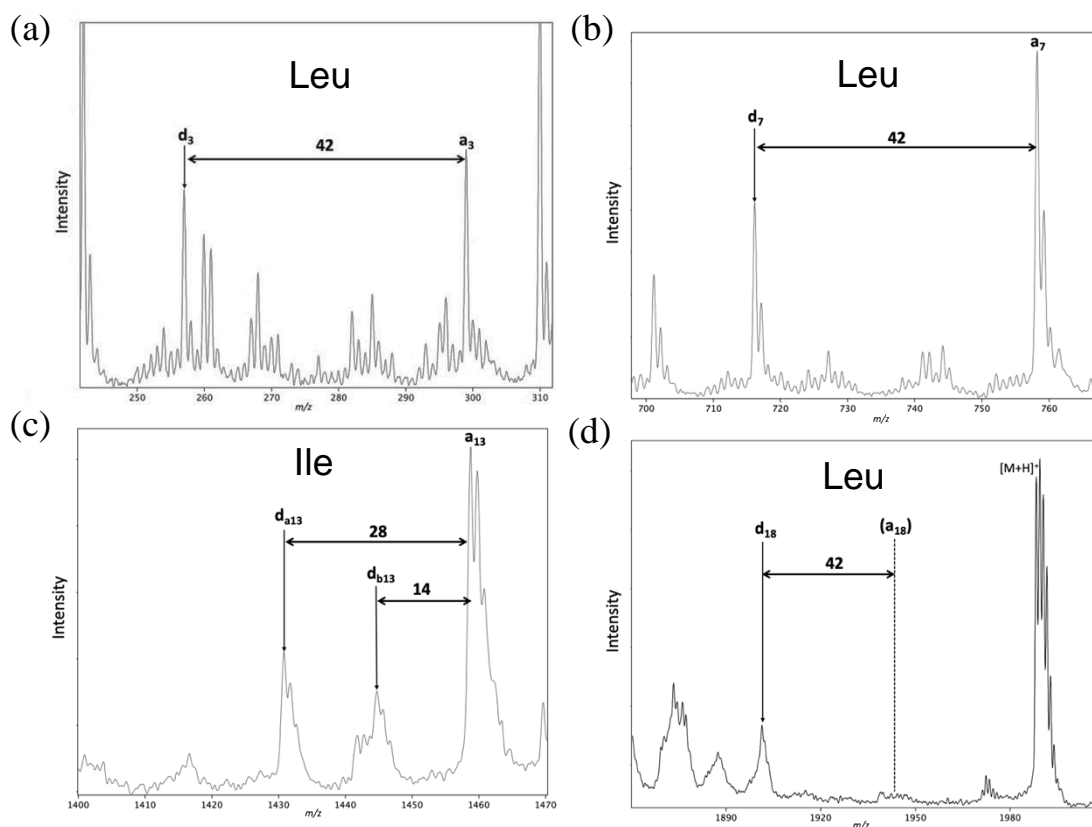 (a)
Leu
a3
d3
42
Intensity
250 260 270 280 290 300 310
m/z
(b)
a7
Leu
d7
42
Intensity
700 710 720 730 740 750 760
m/z
(c)
a13
Ile
da13
28
db13
14
Intensity
1400 1410 1420 1430 1440 1450 1460 1470
m/z
(d)
Leu
[M+H]+
d18
(a18)
42
Intensity
1890 1920 1950 1980
m/z